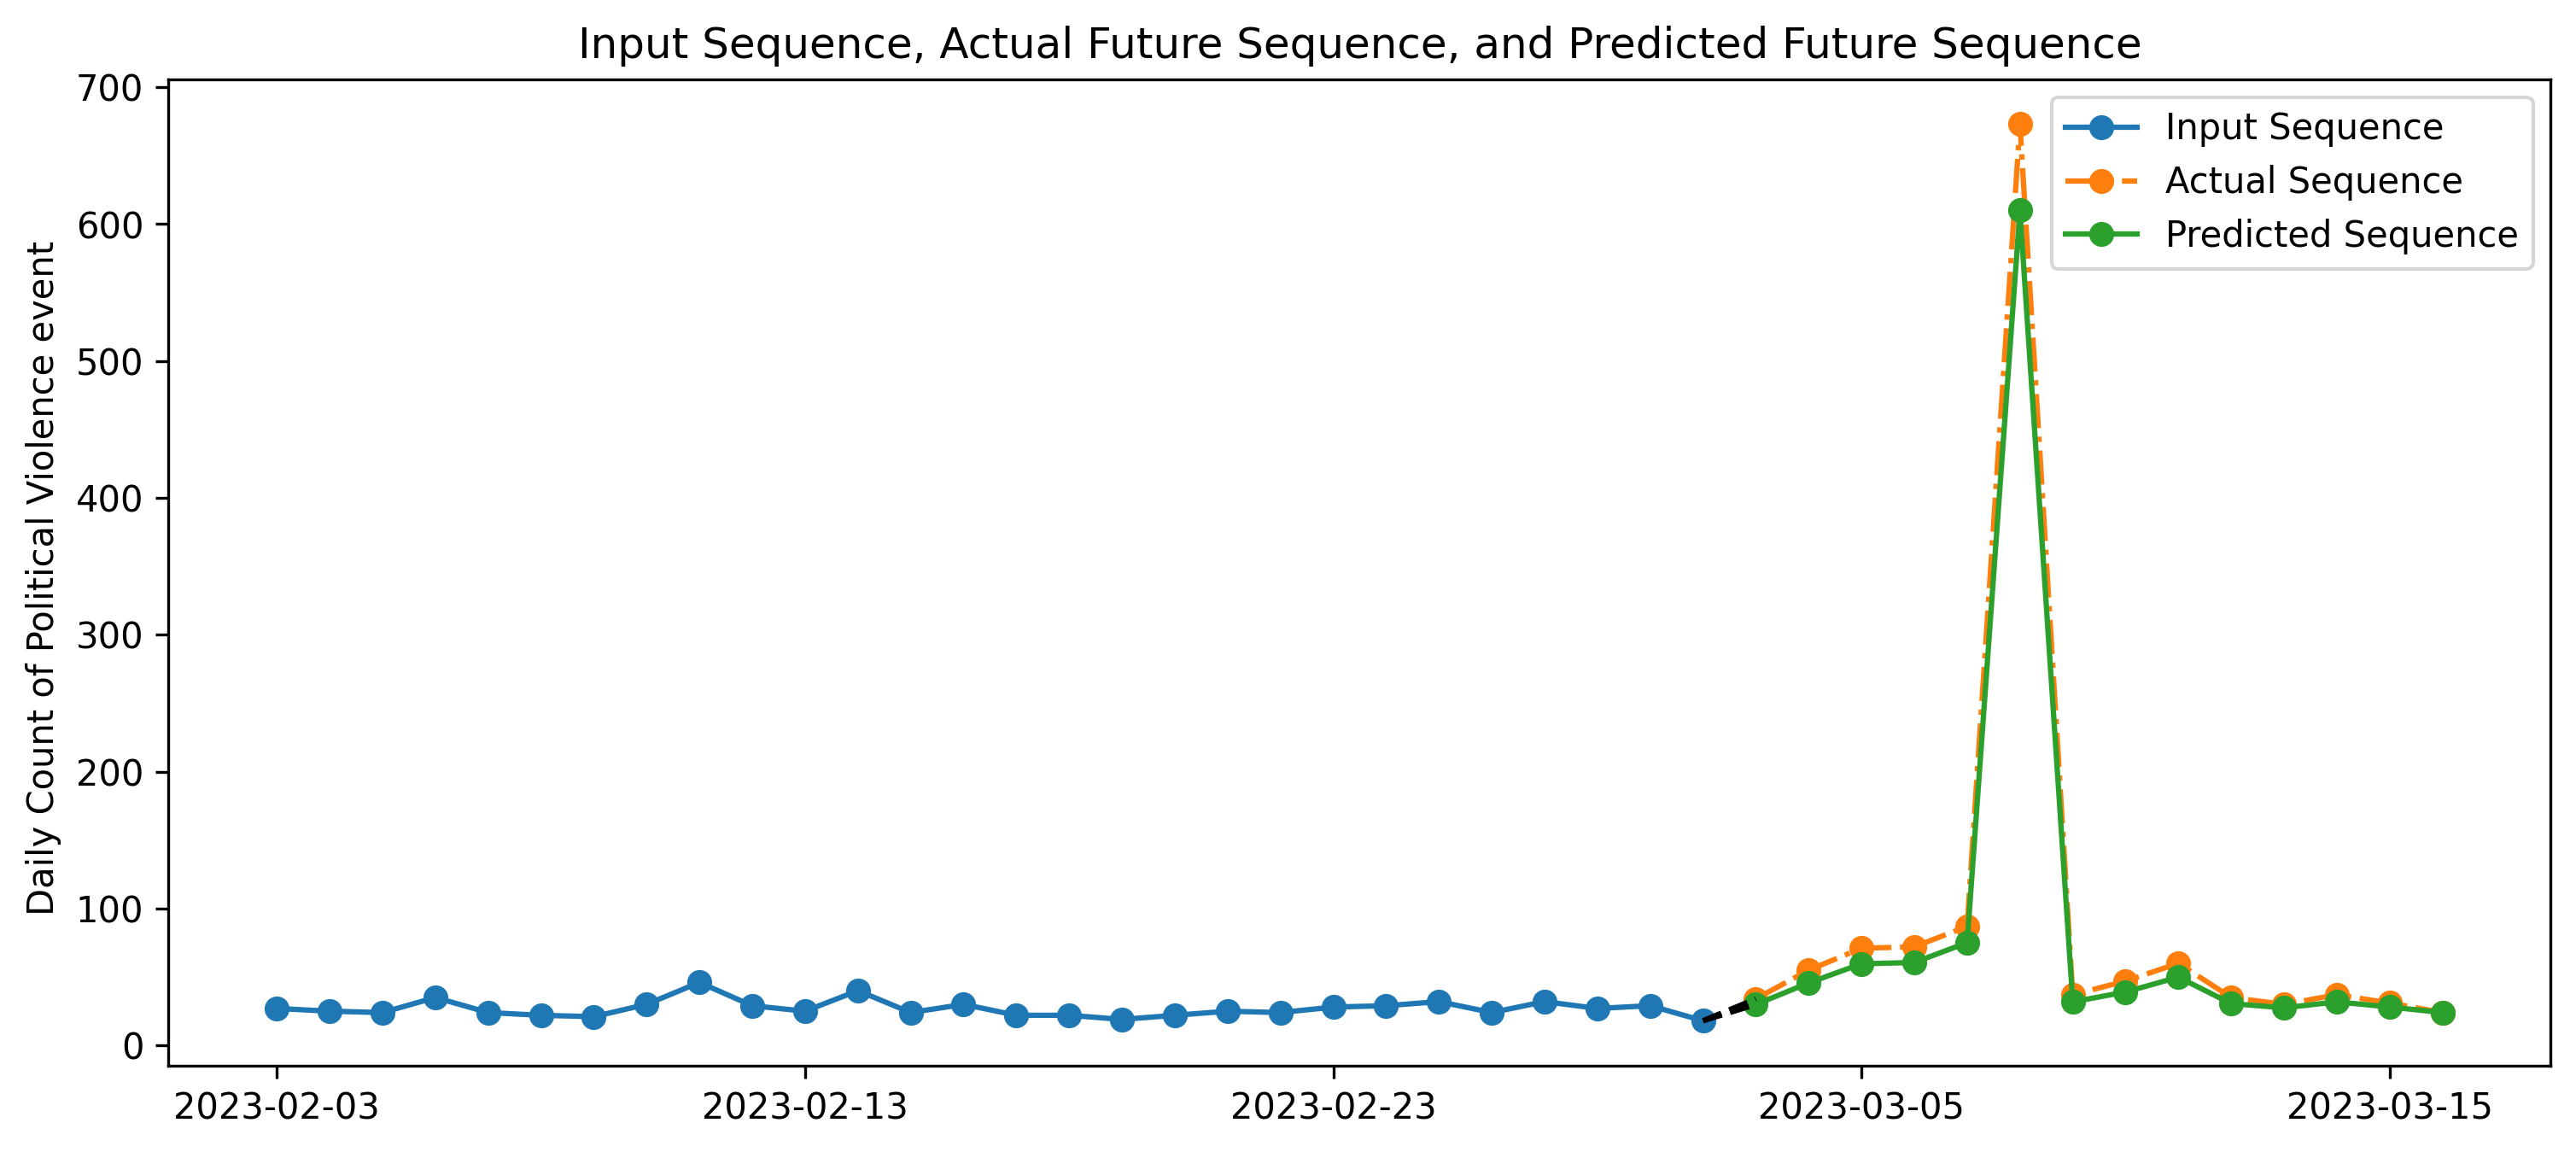 Input Sequence, Actual Future Sequence, and Predicted Future Sequence
Daily Count of Political Violence event
700
600
500
400
300
200
100
0
Input Sequence
Actual Sequence
Predicted Sequence
2023-02-03
2023-02-13
2023-02-23
2023-03-05
2023-03-15